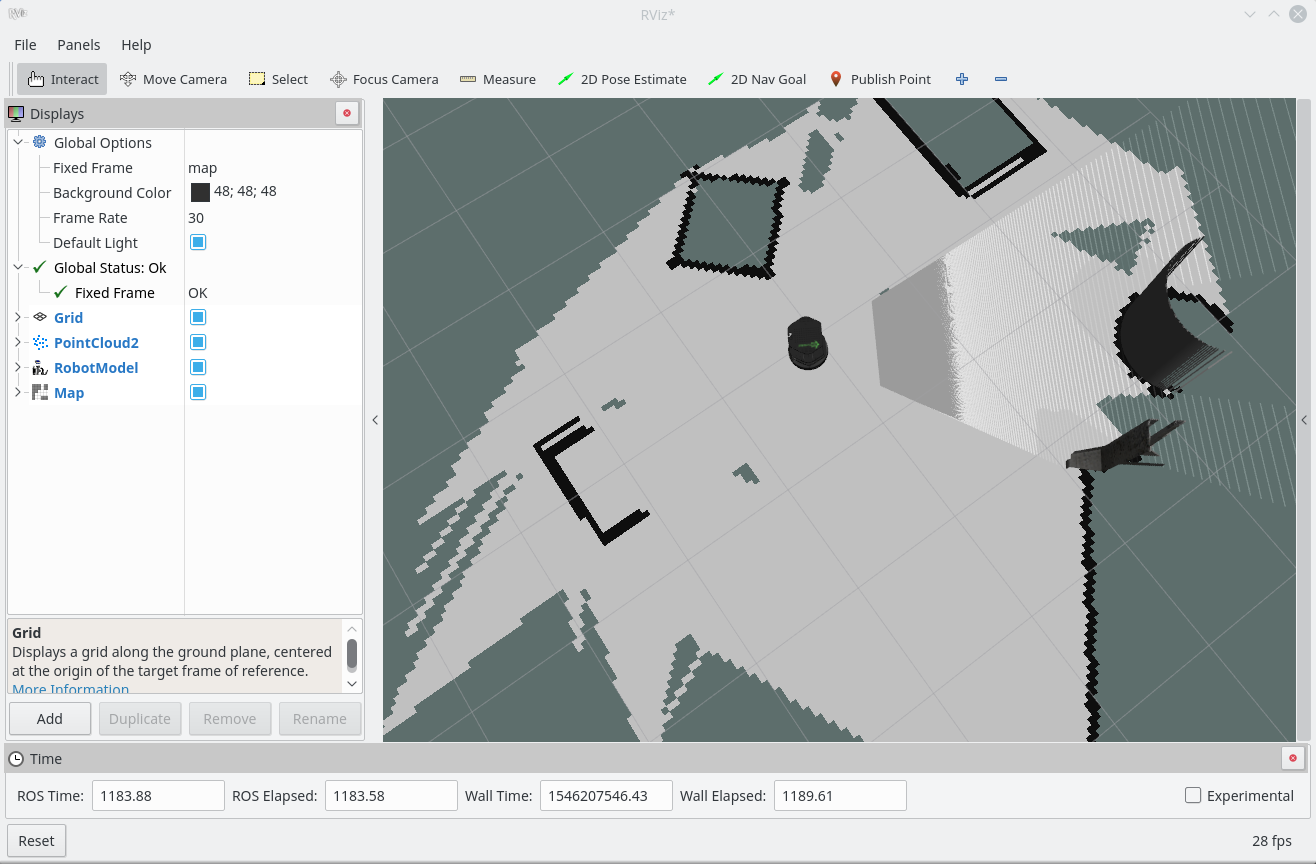 RViz*
File Panels Help
Interact Move Camera Select Focus Camera Measure 2D Pose Estimate 2D Nav Goal Publish Point
Displays
Global Options
Fixed Frame map
Background Color 48; 48; 48
Frame Rate 30
Default Light
Global Status: Ok
Fixed Frame OK
Grid
PointCloud2
RobotModel
Map
Grid
Displays a grid along the ground plane, centered
at the origin of the target frame of reference.
More Information
Add Duplicate Remove Rename
Time
ROS Time: 1183.88 ROS Elapsed: 1183.58 Wall Time: 1546207546.43 Wall Elapsed: 1189.61 Experimental
Reset 28 fps